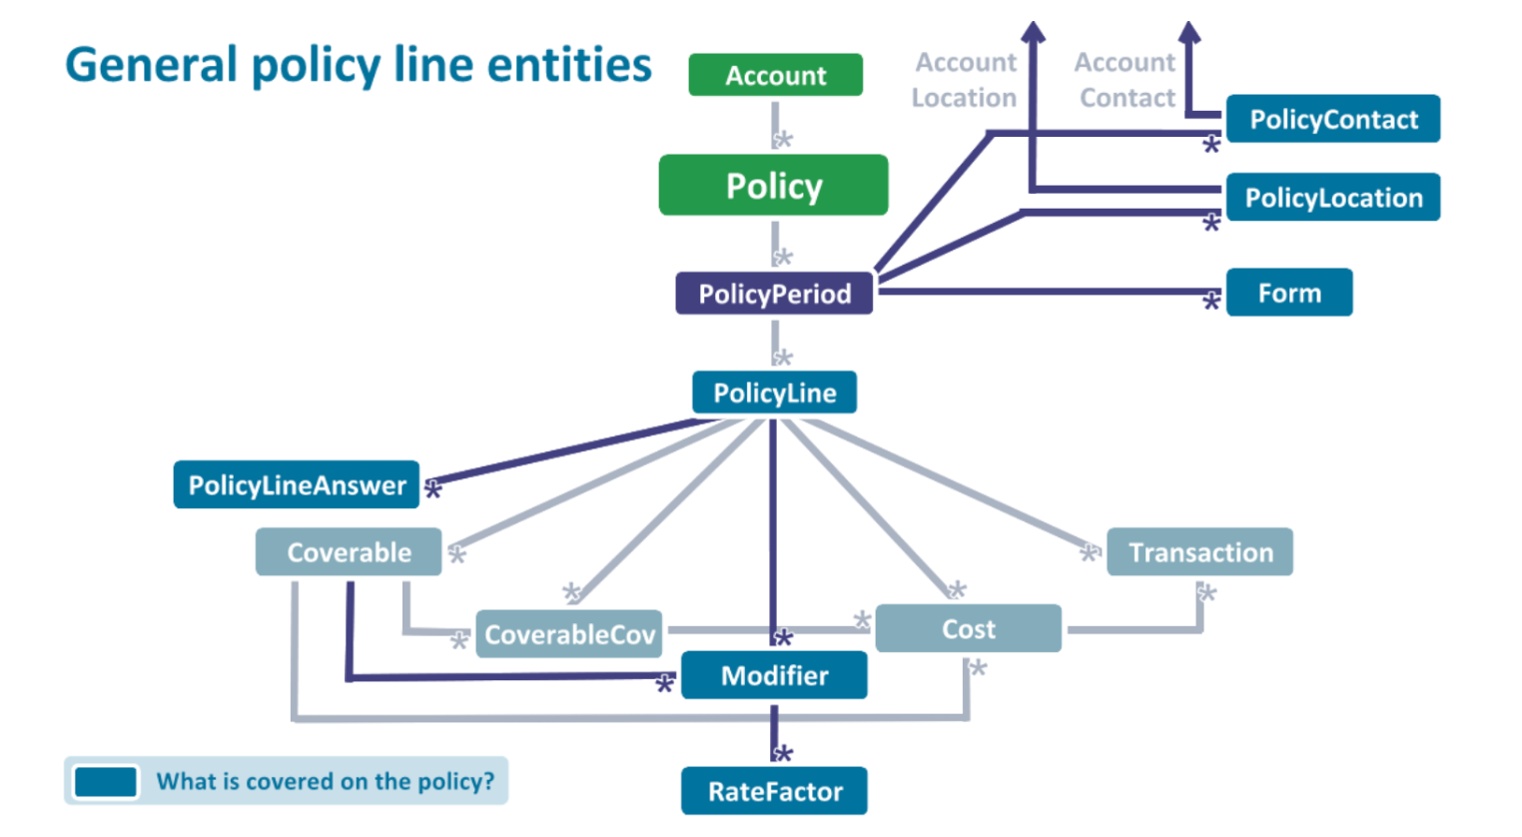 General policy line entities
Account
Account
Location
Account
Contact
PolicyContact
*
*
Policy
PolicyLocation
*
*
PolicyPeriod
Form
*
*
PolicyLine
PolicyLineAnswer
*
Coverable
*
*
Transaction
*
*
*
CoverableCov
*
*
Cost
*
*
Modifier
*
*
*
What is covered on the policy?
RateFactor